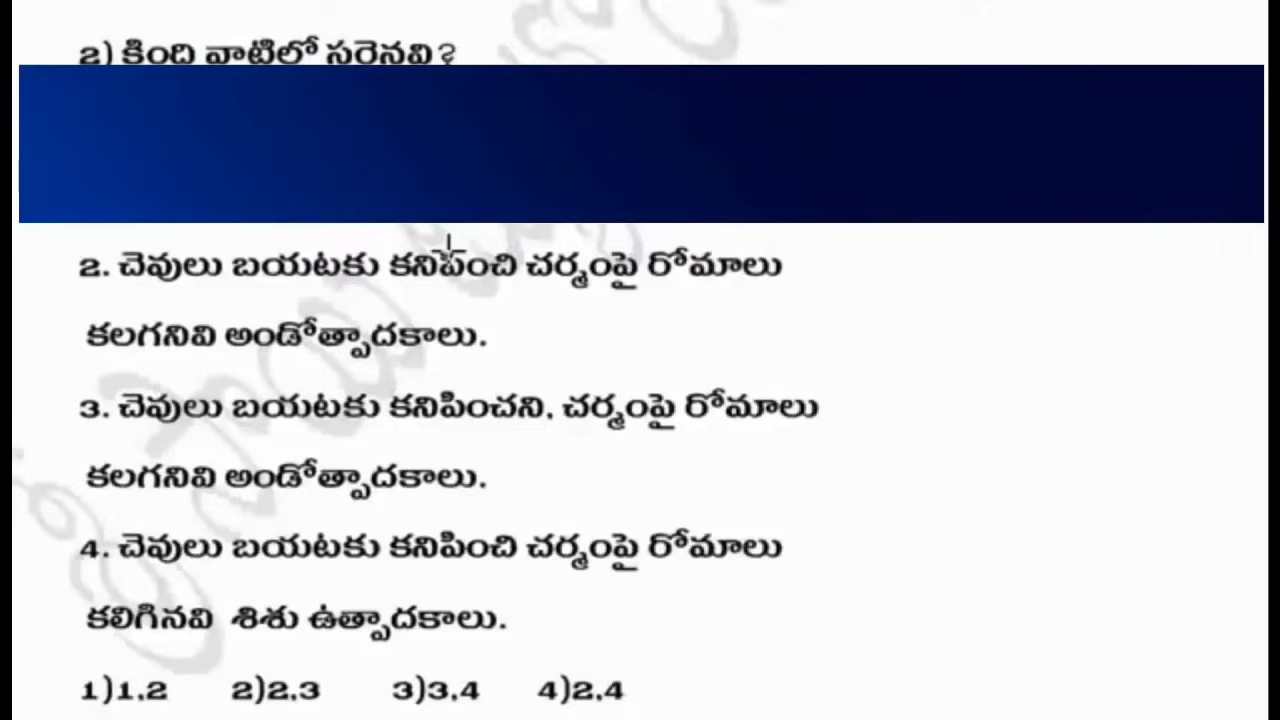 2) కింది వాటిలో సరైనవి?
2. చెవులు బయటకు కనిపించి చర్మంపై రోమాలు
కలగనివి అండోత్పాదకాలు.
3. చెవులు బయటకు కనిపించని, చర్మంపై రోమాలు
కలగనివి అండోత్పాదకాలు.
4. చెవులు బయటకు కనిపించి చర్మంపై రోమాలు
కలిగినవి శిశు ఉత్పాదకాలు.
1)1,2 2)2,3 3)3,4 4)2,4